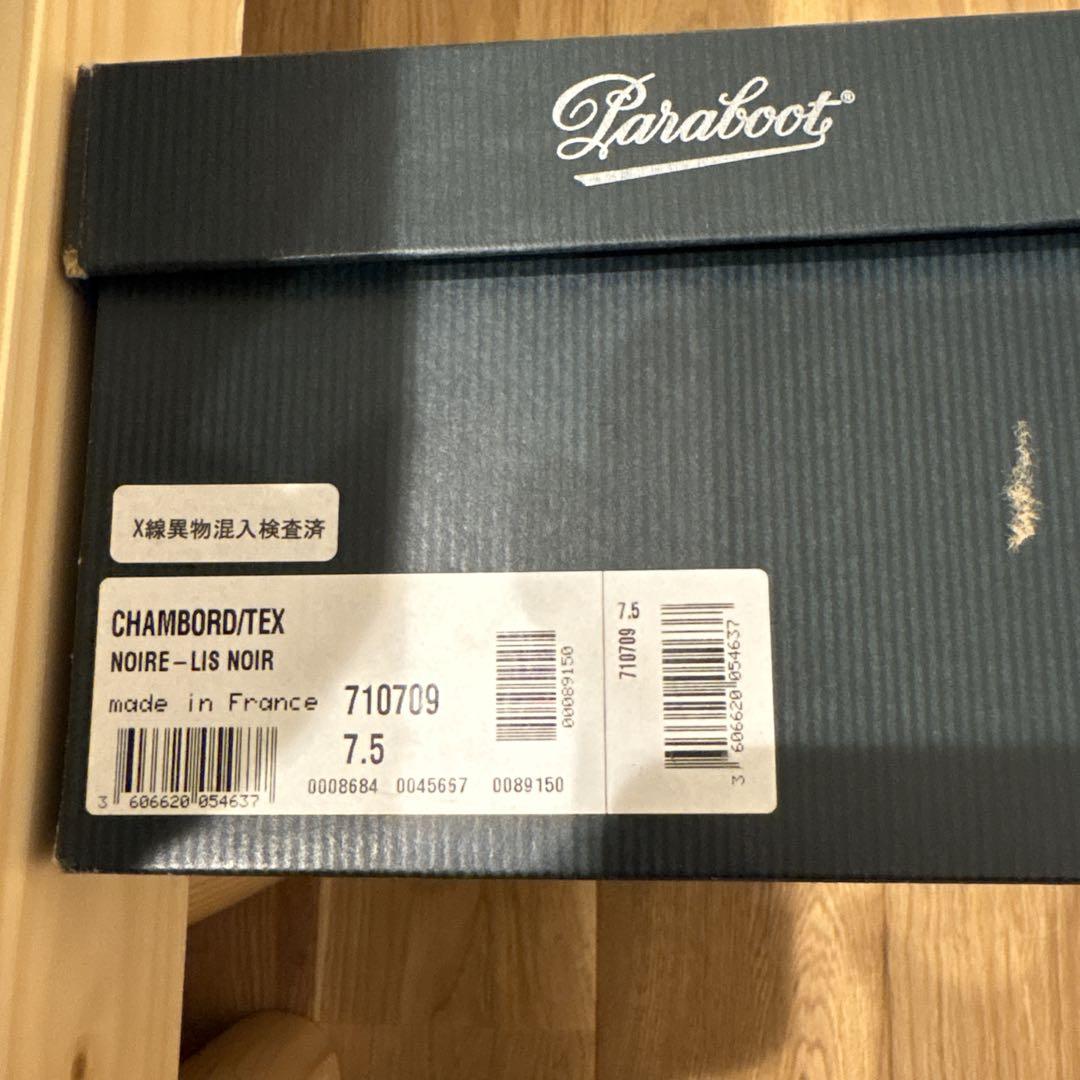 Paraboot®
X線異物混入検査済
CHAMBORD/TEX
NOIRE–LIS NOIR
made in France 710709
7.5
3 606620 054637
0008684 0045667 0089150
00089150
7.5
710709
3 606620 054637